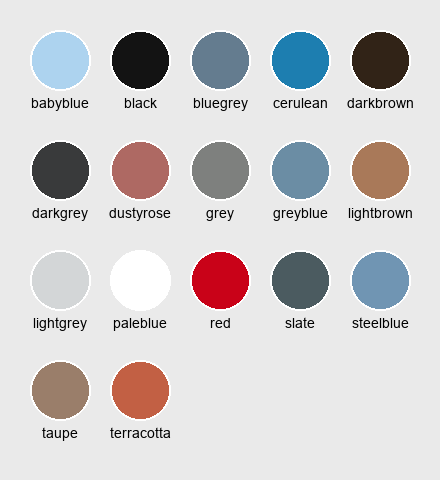 babyblue black bluegrey cerulean darkbrown
darkgrey dustyrose grey greyblue lightbrown
lightgrey paleblue red slate steelblue
taupe terracotta